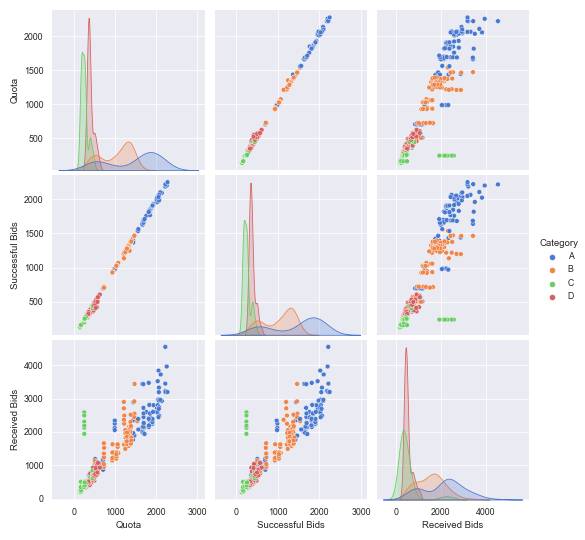 2000
1500
1000
500
Quota
2000
1500
1000
500
Successful Bids
Category
A
B
C
D
4000
3000
2000
1000
0
Received Bids
0 1000 2000 3000
0 1000 2000 3000
0 2000 4000
Quota
Successful Bids
Received Bids